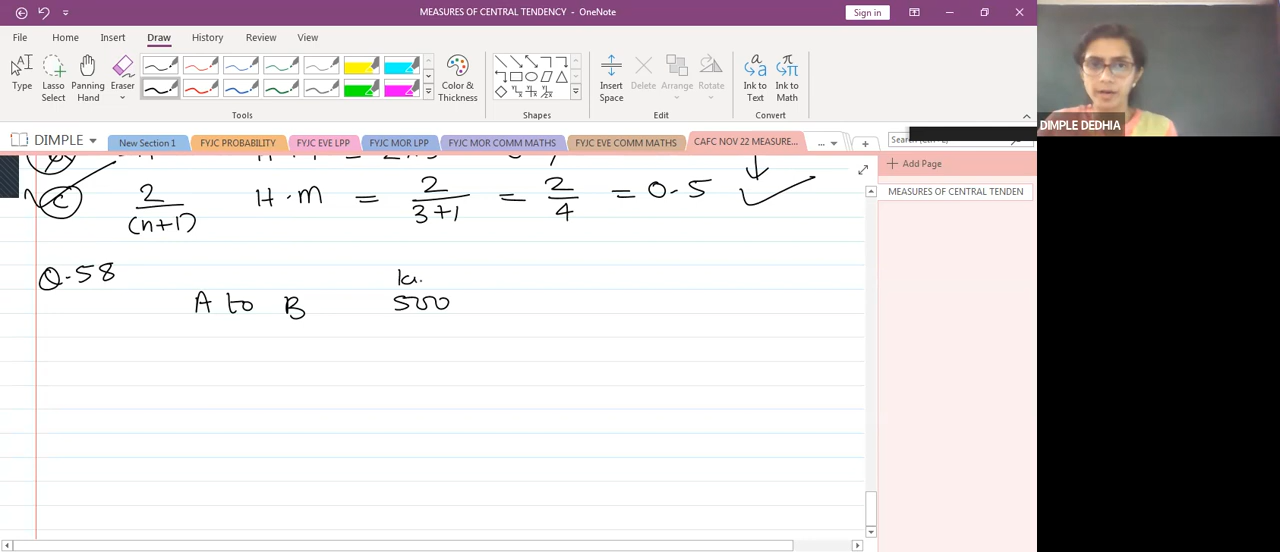 MEASURES OF CENTRAL TENDENCY - OneNote
Sign in
File Home Insert Draw History Review View
Type
Lasso Select
Panning Hand
Eraser
Color & Thickness
Insert Space
Delete
Arrange
Rotate
Ink to Text
Ink to Math
Tools
Shapes
Edit
Convert
DIMPLE DEDHIA
DIMPLE
New Section 1
FYJC PROBABILITY
FYJC EVE LPP
FYJC MOR LPP
FYJC MOR COMM MATHS
FYJC EVE COMM MATHS
CAFC NOV 22 MEASURE...
...
Add Page
MEASURES OF CENTRAL TENDEN
C 2/(n+1) H.M = 2/3+1 = 2/4 = 0.5
Q.58
A to B 500